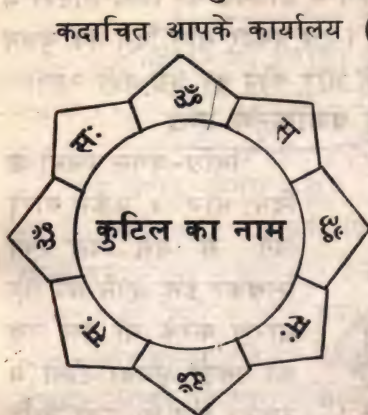 कदाचित आपके कार्यालय (
ॐ
सः
स
ॐ
कुटिल का नाम
ॐ
सः
सः
ॐ